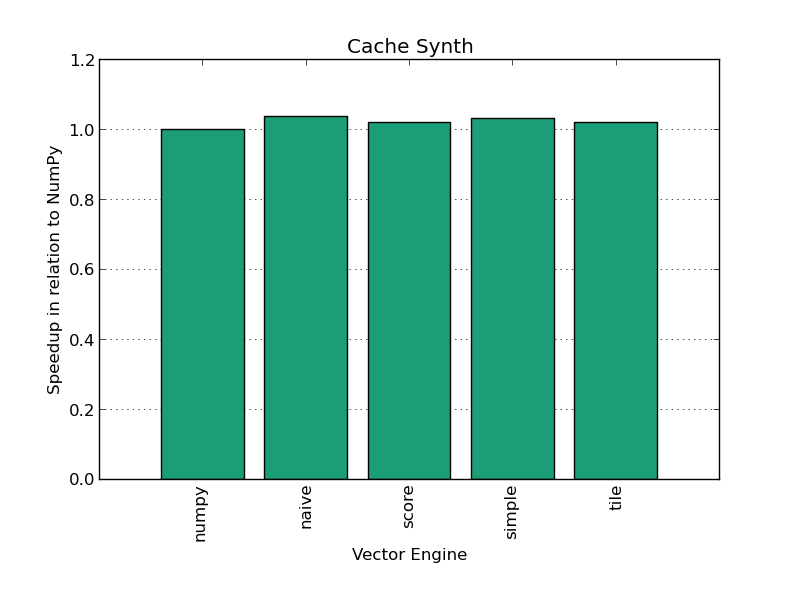 Cache Synth
1.2
1.0
0.8
0.6
0.4
0.2
0.0
Speedup in relation to NumPy
numpy
naive
score
simple
tile
Vector Engine